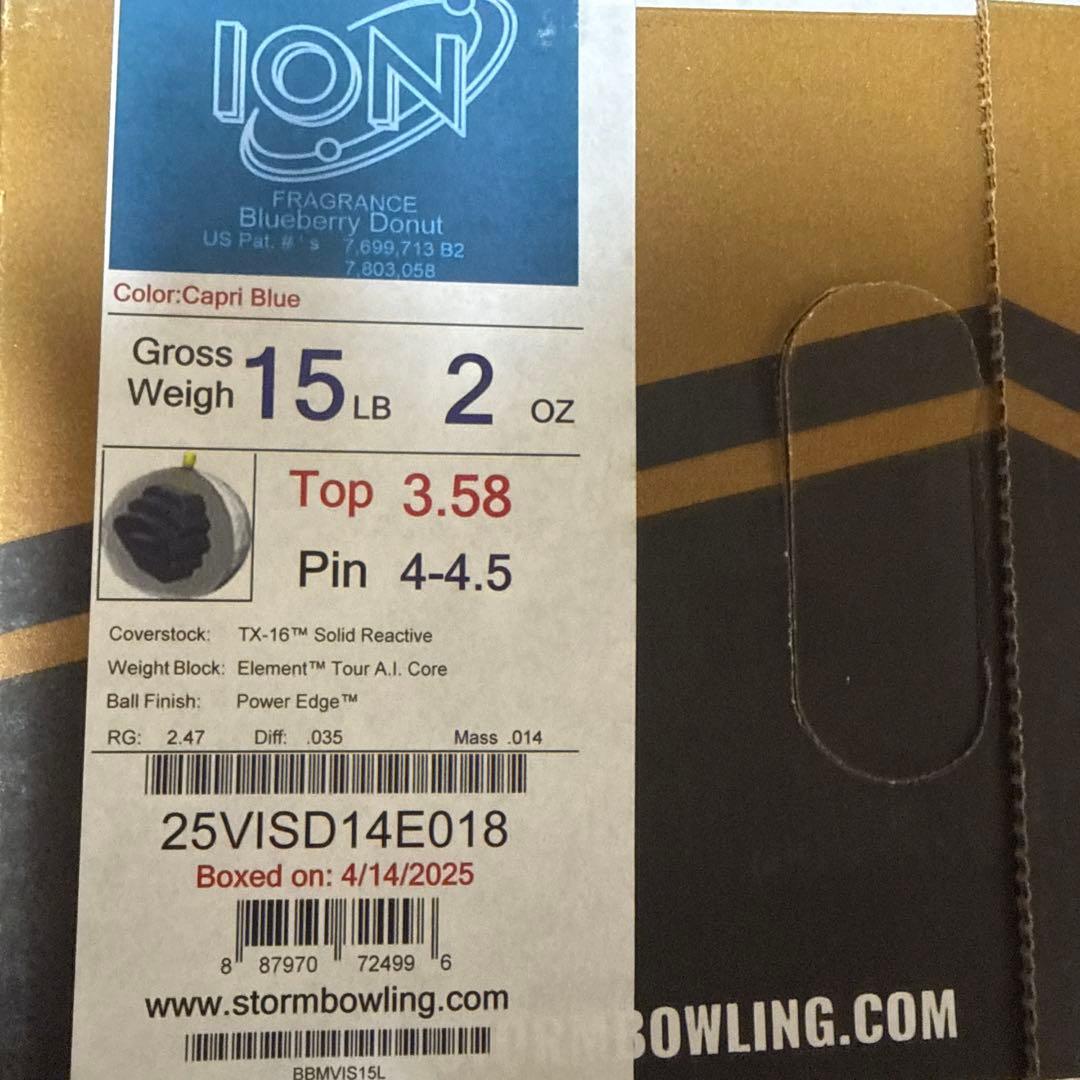 ION
FRAGRANCE
Blueberry Donut
US Pat. #'s 7,699,713 B2
7,803,058
Color:Capri Blue
Gross Weigh 15 LB 2 OZ
Top 3.58
Pin 4-4.5
Coverstock: TX-16™ Solid Reactive
Weight Block: Element™ Tour A.I. Core
Ball Finish: Power Edge™
RG: 2.47 Diff: .035 Mass .014
25VISD14E018
Boxed on: 4/14/2025
8 87970 72499 6
www.stormbowling.com
BBMVIS15L
ORMBOWLING.COM